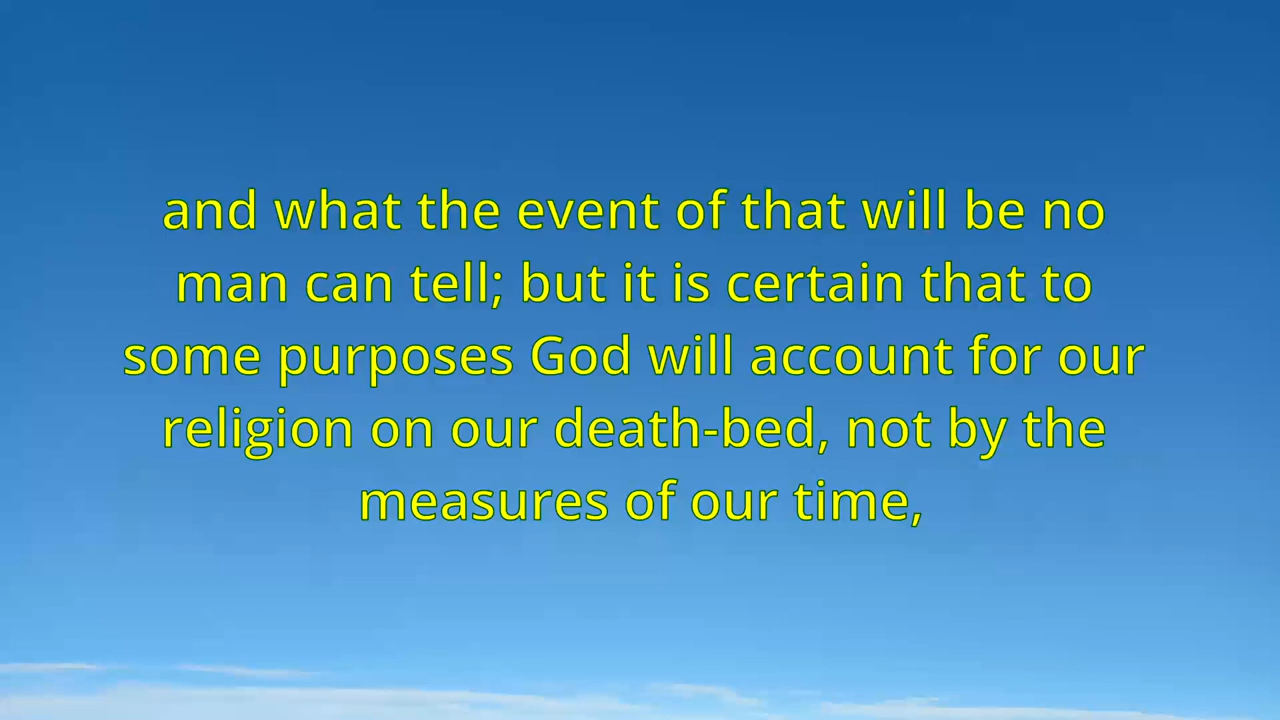 and what the event of that will be no
man can tell; but it is certain that to
some purposes God will account for our
religion on our death-bed, not by the
measures of our time,